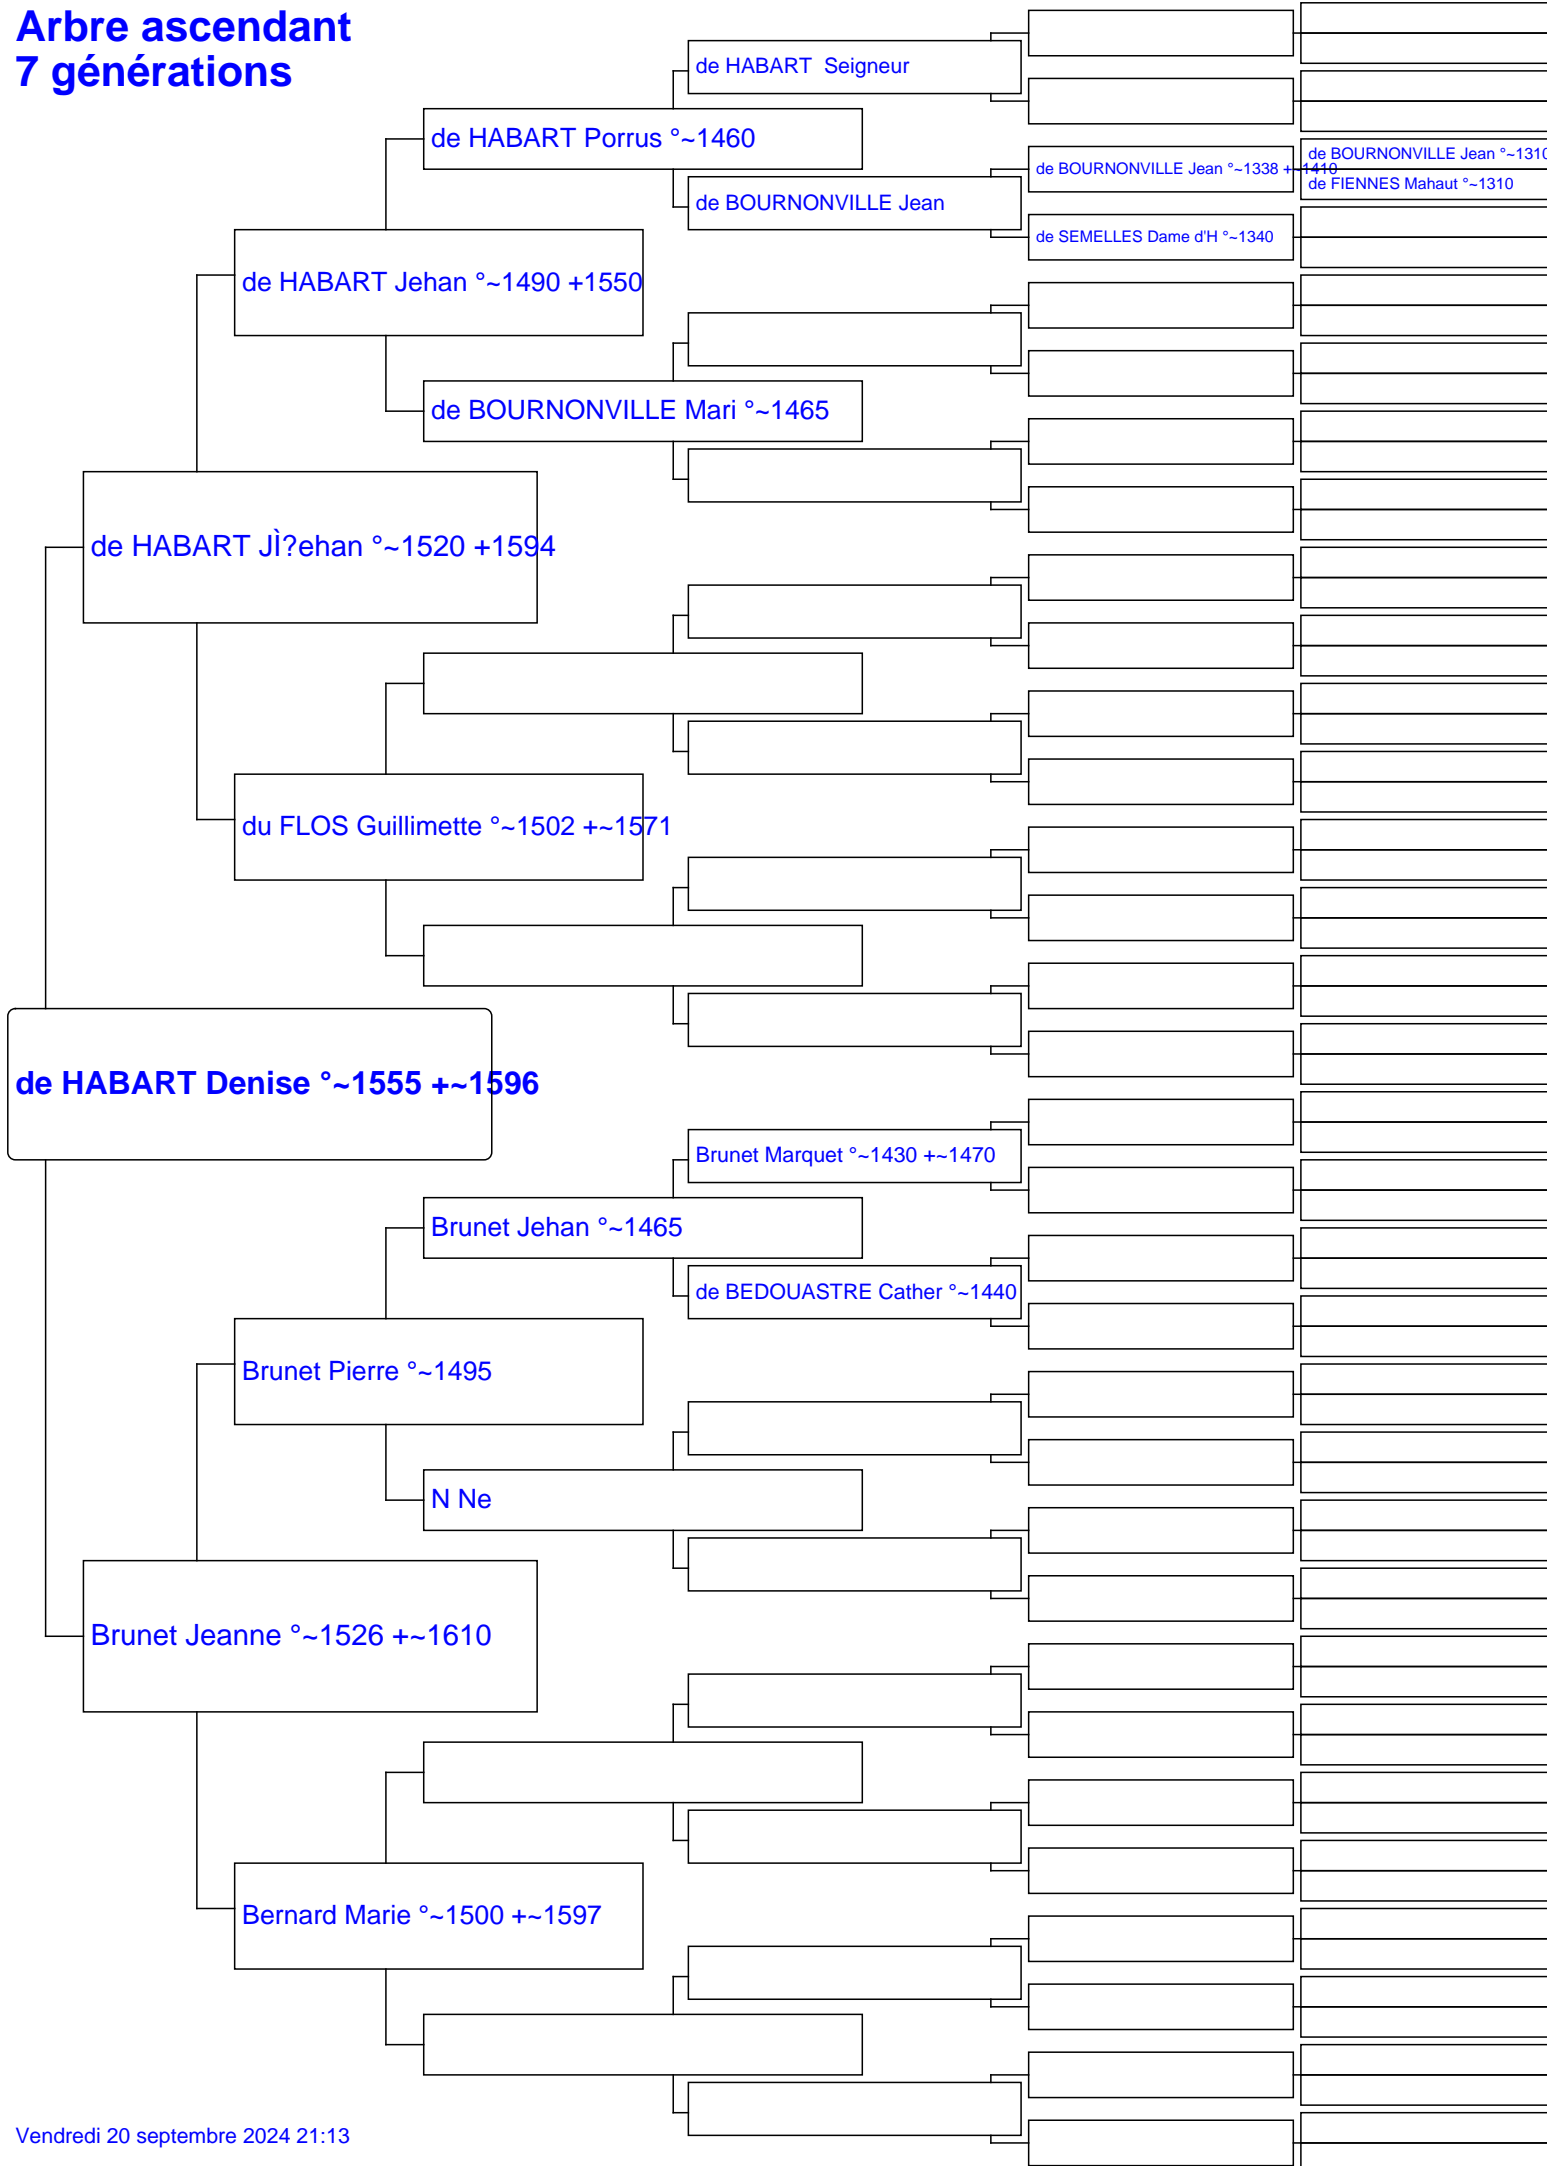 Arbre ascendant
7 générations
de HABART  Seigneur
de HABART Porrus °~1460
de BOURNONVILLE Jean °~1310
de BOURNONVILLE Jean °~1338 +~1410
de FIENNES Mahaut °~1310
de BOURNONVILLE Jean
de SEMELLES Dame d'H °~1340
de HABART Jehan °~1490 +1550
de BOURNONVILLE Mari °~1465
de HABART JÌ?ehan °~1520 +1594
du FLOS Guillimette °~1502 +~1571
de HABART Denise °~1555 +~1596
Brunet Marquet °~1430 +~1470
Brunet Jehan °~1465
de BEDOUASTRE Cather °~1440
Brunet Pierre °~1495
N Ne
Brunet Jeanne °~1526 +~1610
Bernard Marie °~1500 +~1597
Vendredi 20 septembre 2024 21:13